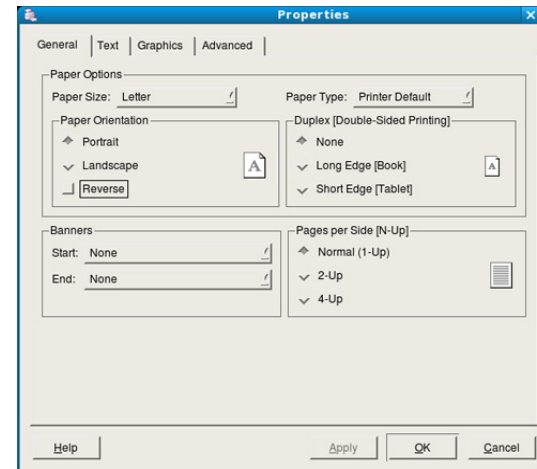 Properties
General Text Graphics Advanced
Paper Options
Paper Size: Letter Paper Type: Printer Default
Paper Orientation Duplex [Double-Sided Printing]
Portrait None
Landscape A Long Edge [Book] A
Reverse Short Edge [Tablet]
Banners Pages per Side [N-Up]
Start: None Normal (1-Up)
2-Up
End: None
4-Up
Help Apply OK Cancel